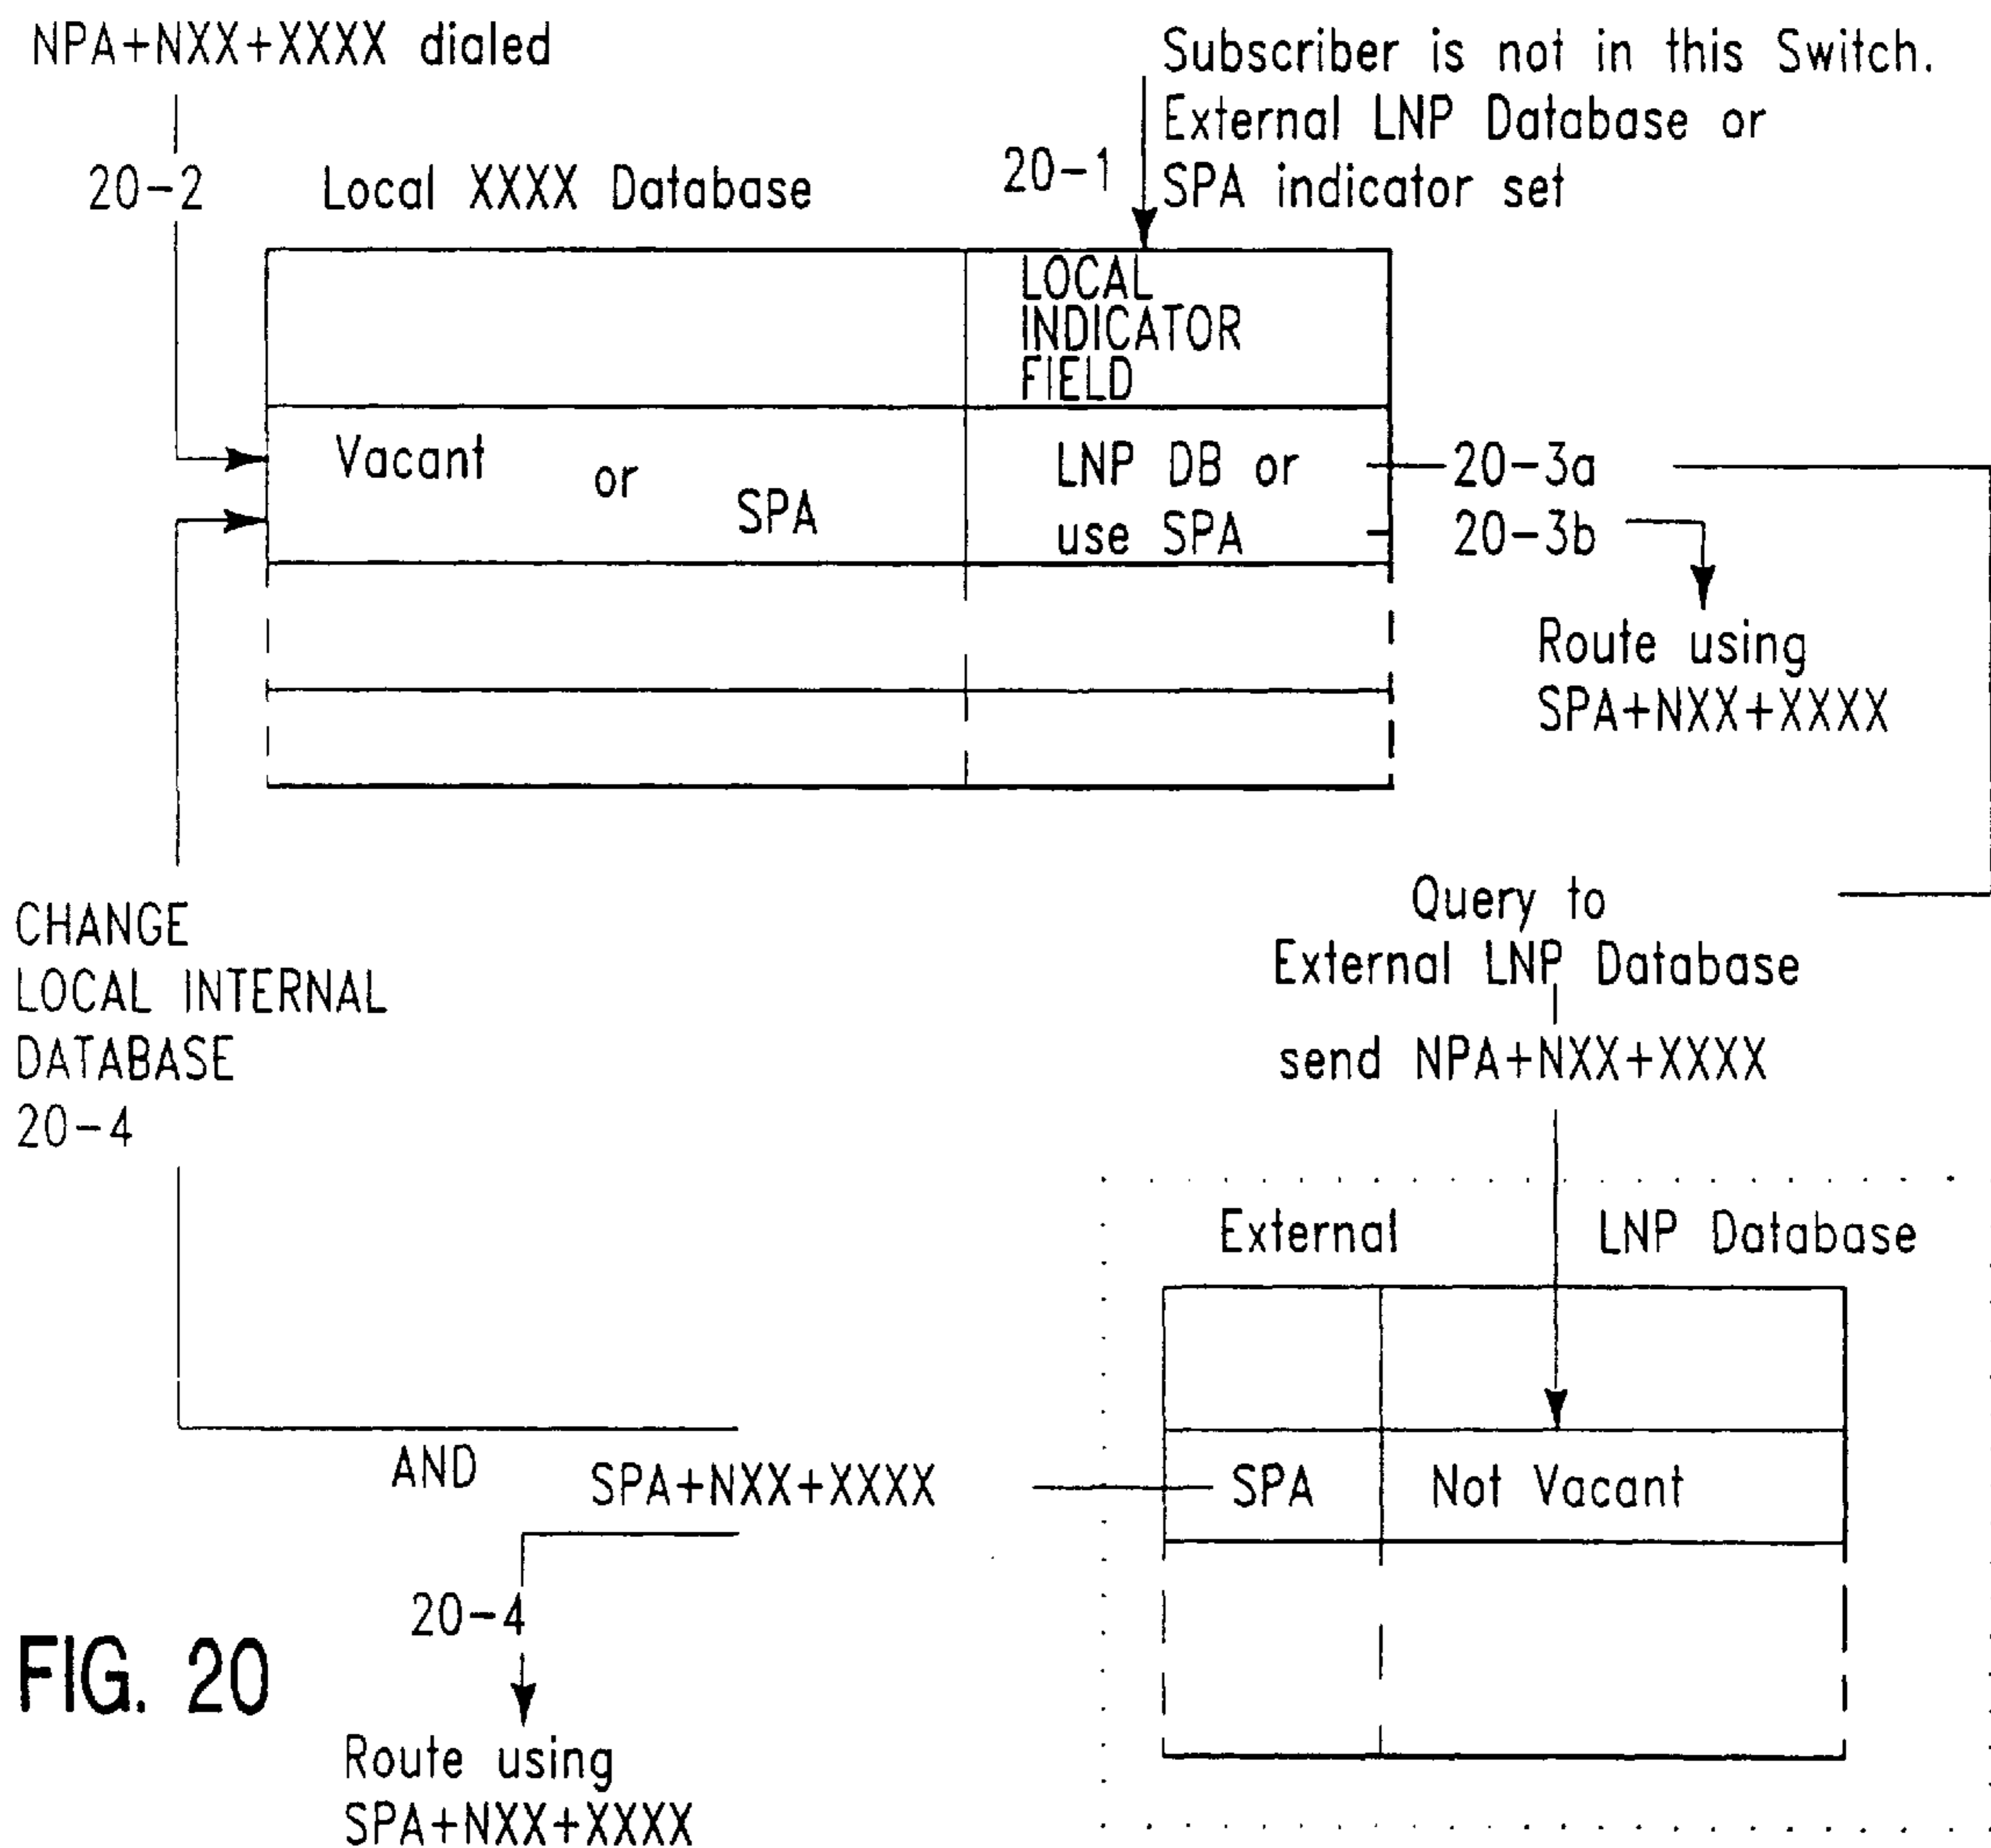 NPA+NXX+XXXX dialed
Subscriber is not in this Switch.
External LNP Database or
SPA indicator set
20-1
20-2
Local XXXX Database
LOCAL
INDICATOR
FIELD
Vacant or SPA
LNP DB or
use SPA
20-3a
20-3b
Route using
SPA+NXX+XXXX
CHANGE
LOCAL INTERNAL
DATABASE
20-4
Query to
External LNP Database
send NPA+NXX+XXXX
External LNP Database
SPA Not Vacant
AND SPA+NXX+XXXX
20-4
Route using
SPA+NXX+XXXX
FIG. 20